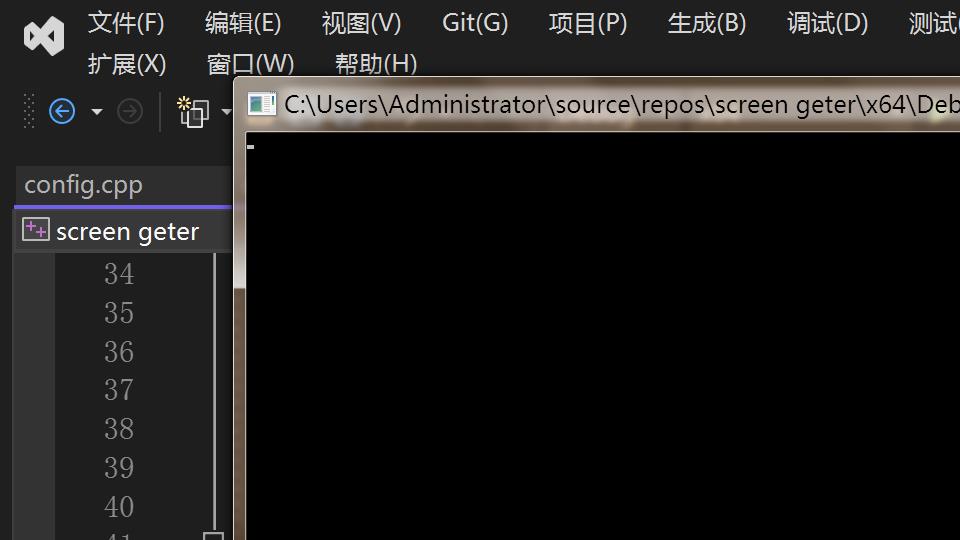 文件(F) 编辑(E) 视图(V) Git(G) 项目(P) 生成(B) 调试(D) 测试
扩展(X) 窗口(W) 帮助(H)
C:\Users\Administrator\source\repos\screen geter\x64\Deb
config.cpp
screen geter
34
35
36
37
38
39
40
41